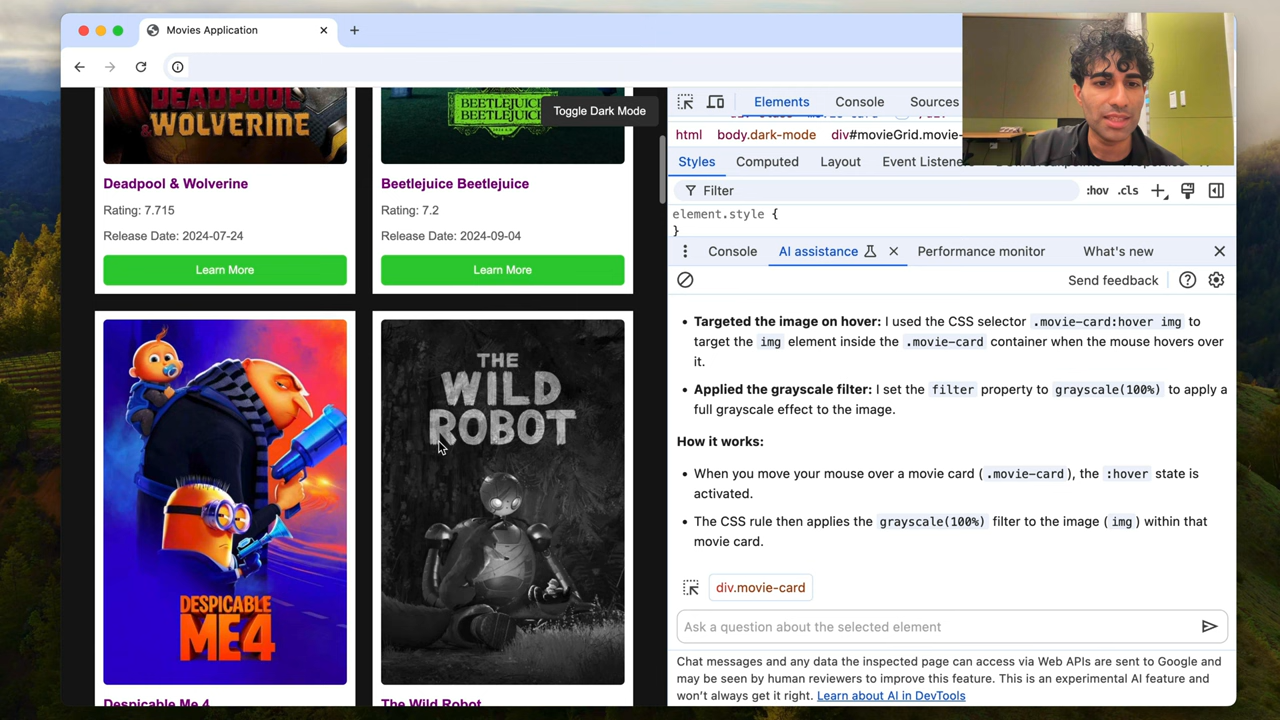 Movies Application
DEADPOOL
& WOLVERINE
BEETLEJUICE
BEETLEJUICE
Toggle Dark Mode
Deadpool & Wolverine
Rating: 7.715
Release Date: 2024-07-24
Learn More
Beetlejuice Beetlejuice
Rating: 7.2
Release Date: 2024-09-04
Learn More
DESPICABLE
ME4
Despicable Me 4
THE
WILD
ROBOT
The Wild Robot
Elements
Console
Sources
html
body.dark-mode
div#movieGrid.movie-
Styles
Computed
Layout
Event Listene
Filter
:hov
.cls
element.style {
}
Console
AI assistance
Performance monitor
What's new
Send feedback
• Targeted the image on hover: I used the CSS selector .movie-card:hover img to
target the img element inside the .movie-card container when the mouse hovers over
it.
• Applied the grayscale filter: I set the filter property to grayscale(100%) to apply a
full grayscale effect to the image.
How it works:
• When you move your mouse over a movie card (.movie-card), the :hover state is
activated.
• The CSS rule then applies the grayscale(100%) filter to the image (img) within that
movie card.
div.movie-card
Ask a question about the selected element
Chat messages and any data the inspected page can access via Web APIs are sent to Google and
may be seen by human reviewers to improve this feature. This is an experimental AI feature and
won't always get it right. Learn about AI in DevTools